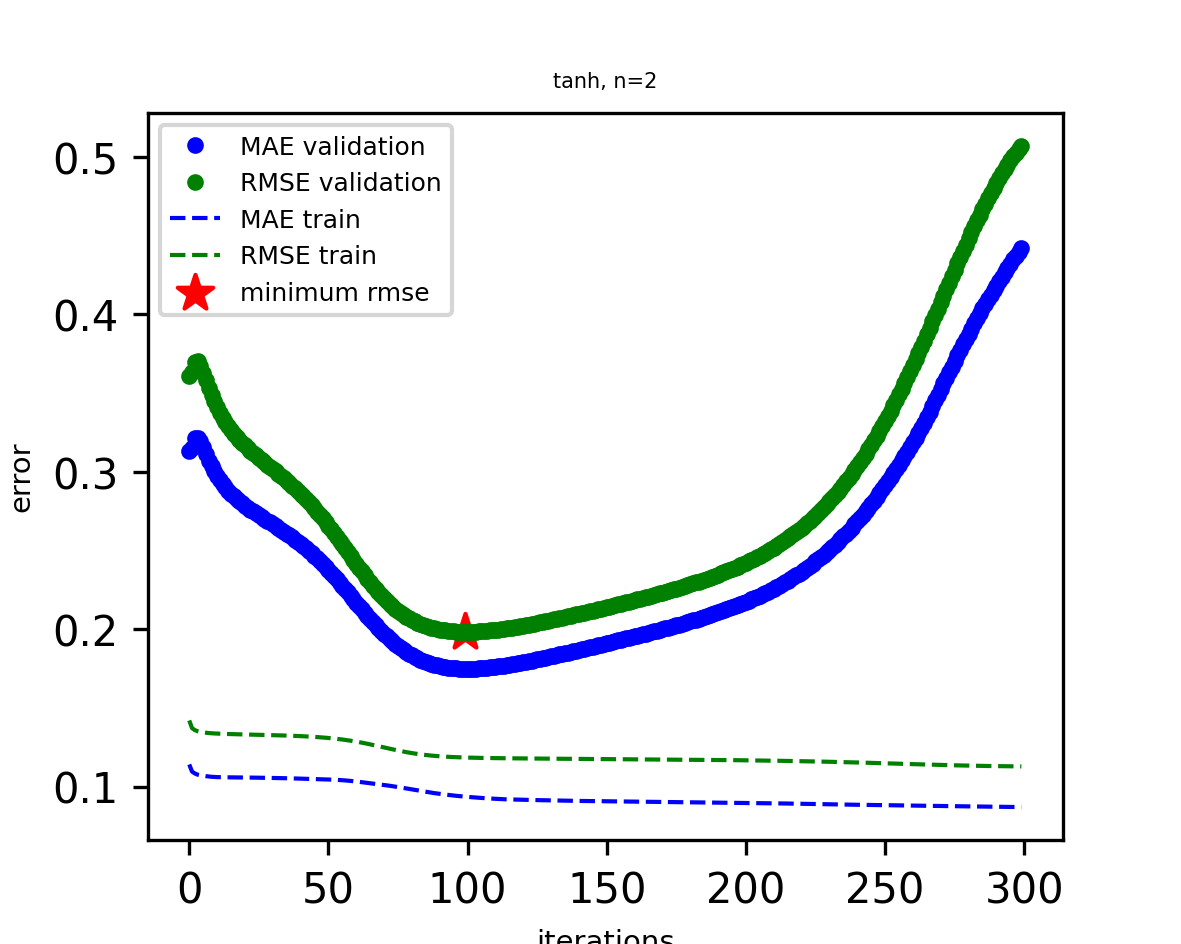 tanh, n=2
MAE validation
RMSE validation
MAE train
RMSE train
minimum rmse
error
0.5
0.4
0.3
0.2
0.1
0 50 100 150 200 250 300
iterations